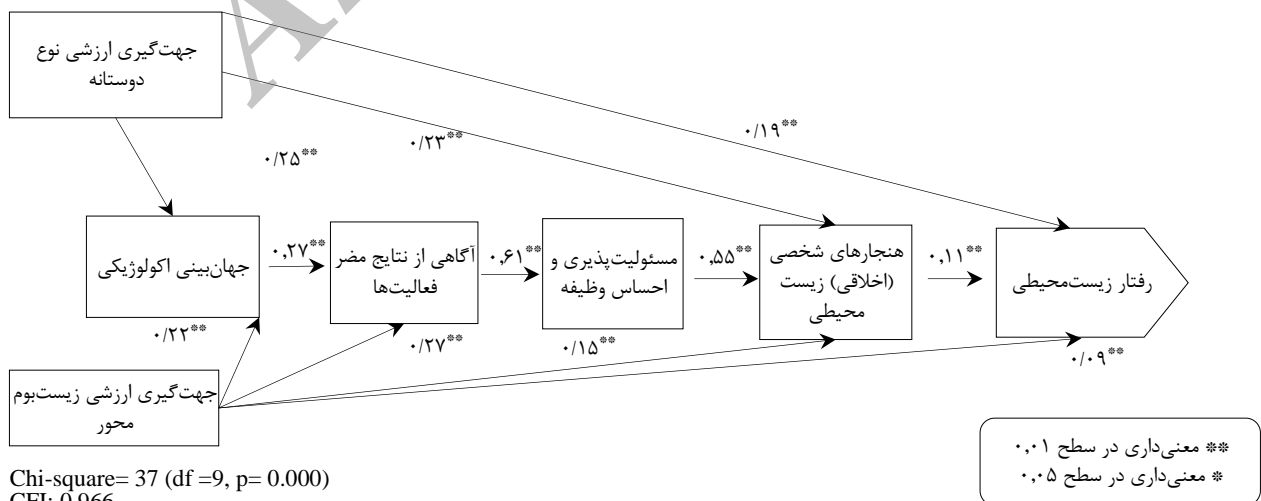 جهت‌گیری ارزشی نوع
دوستانه
۰/۱۹**
۰/۲۳**
۰/۲۵**
جهان‌بینی اکولوژیکی
۰,۲۷**
آگاهی از نتایج مضر
فعالیت‌ها
۰,۶۱**
مسئولیت‌پذیری و
احساس وظیفه
۰,۵۵**
هنجارهای شخصی
(اخلاقی) زیست
محیطی
۰,۱۱**
رفتار زیست‌محیطی
۰/۲۲**
۰/۲۷**
۰/۱۵**
۰/۰۹**
جهت‌گیری ارزشی زیست‌بوم
محور
** معنی‌داری در سطح ۰,۰۱
* معنی‌داری در سطح ۰,۰۵
Chi-square= 37 (df =9, p= 0.000)
CFI: 0.966